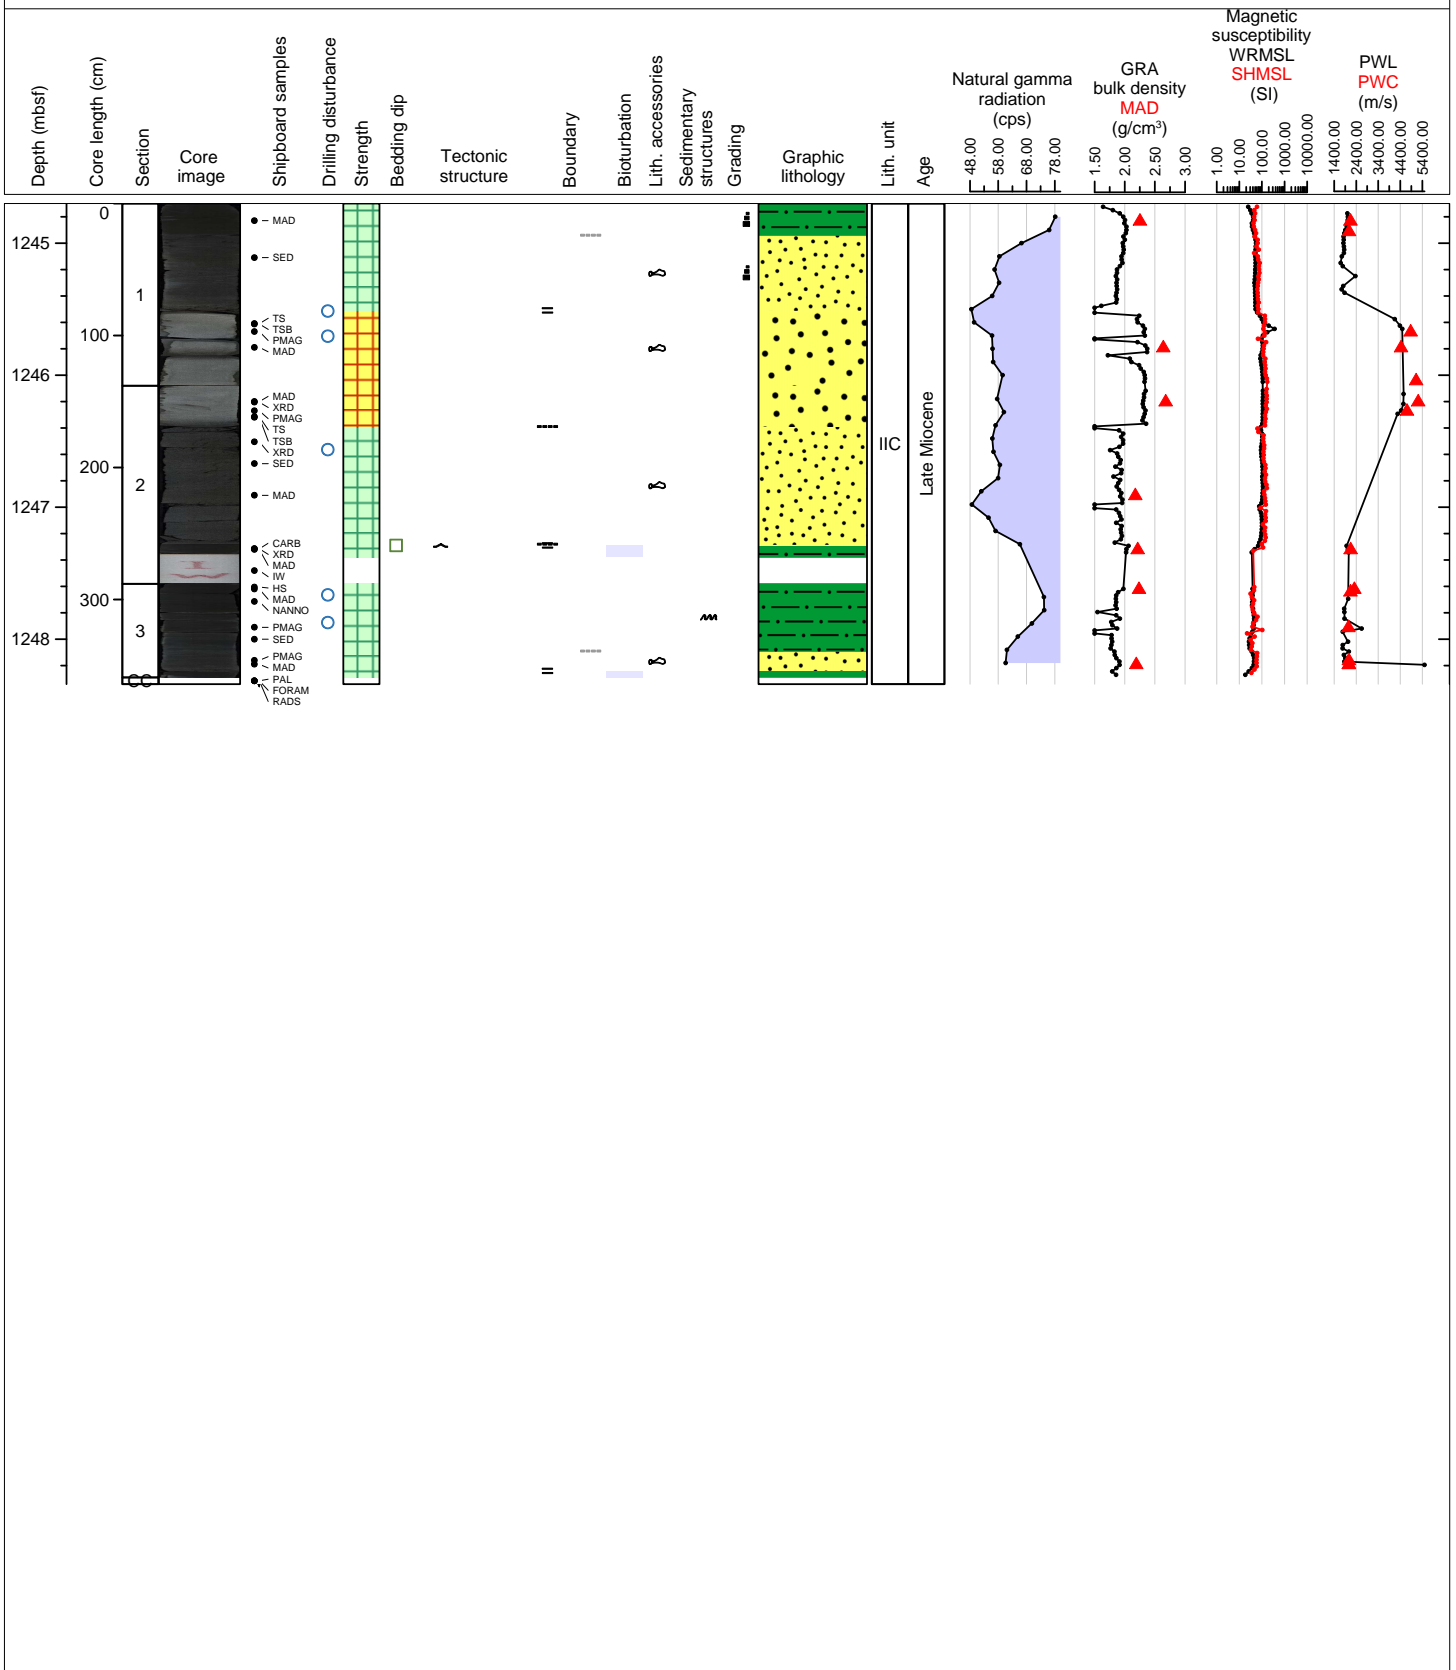 Depth (mbsf)
Core length (cm)
Section
Core
image
Shipboard samples
Drilling disturbance
Strength
Bedding dip
Tectonic
structure
Boundary
Bioturbation
Lith. accessories
Sedimentary
structures
Grading
Graphic
lithology
Lith. unit
Age
Natural gamma
radiation
(cps)
48.00 58.00 68.00 78.00
GRA
bulk density
MAD
(g/cm³)
1.50 2.00 2.50 3.00
Magnetic
susceptibility
WRMSL
SHMSL
(SI)
1.00 10.00 100.00 1000.00 10000.00
PWL
PWC
(m/s)
1400.00 2400.00 3400.00 4400.00 5400.00
0
MAD
1245
SED
1
TS
TSB
100
PMAG
MAD
1246
MAD
XRD
PMAG
TS
TSB
XRD
IIC
Late Miocene
SED
200
2
MAD
1247
CARB
XRD
MAD
IW
HS
MAD
300
NANNO
PMAG
3
SED
1248
PMAG
MAD
PAL
FORAM
RADS